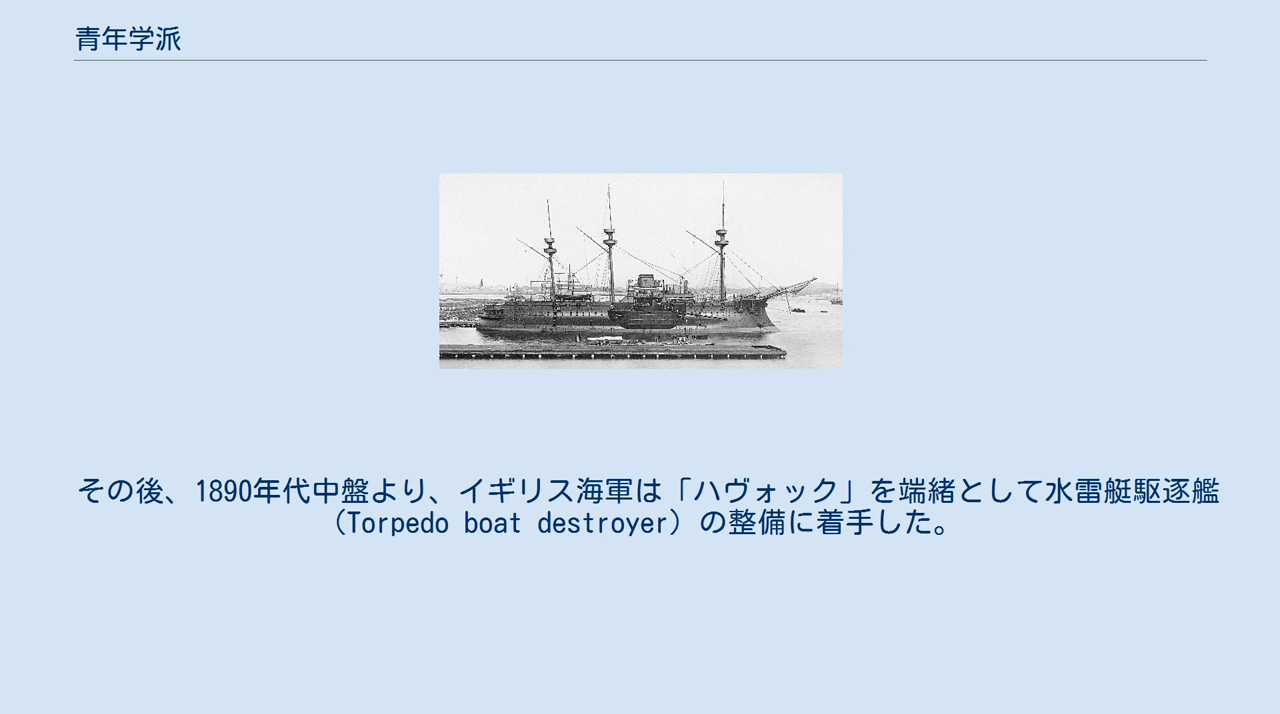 青年学派
その後、1890年代中盤より、イギリス海軍は「ハヴォック」を端緒として水雷艇駆逐艦
（Torpedo boat destroyer）の整備に着手した。